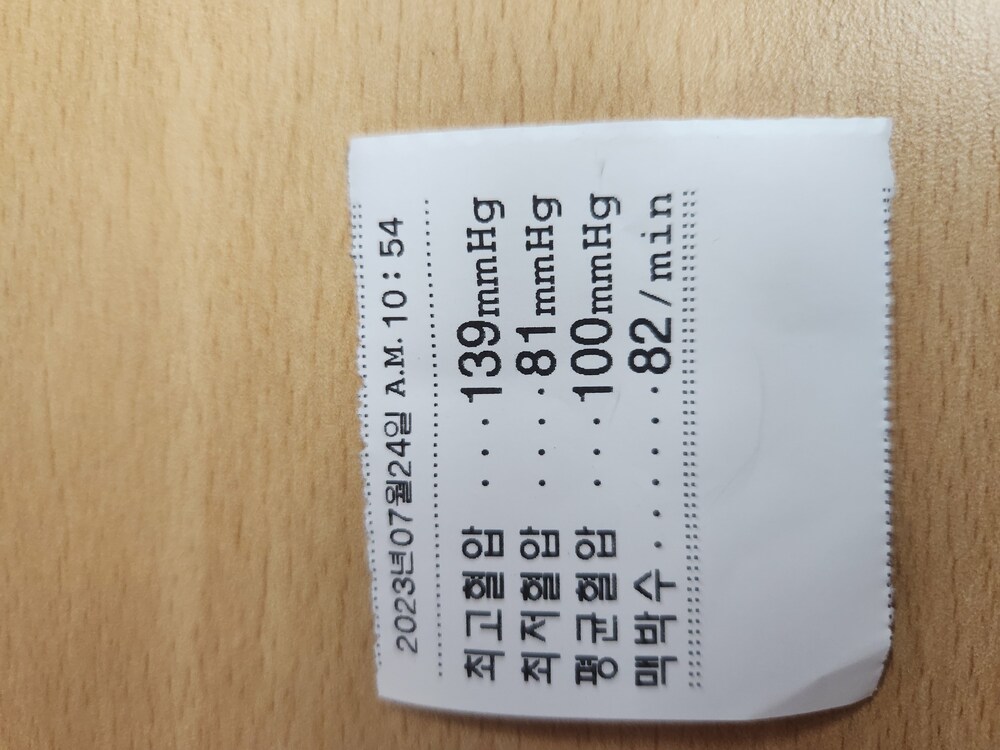 2023년07월24일 A.M. 10:54
최고혈압 ...139mmHg
최저혈압 ....81mmHg
평균혈압 ...100mmHg
맥박수......82/min